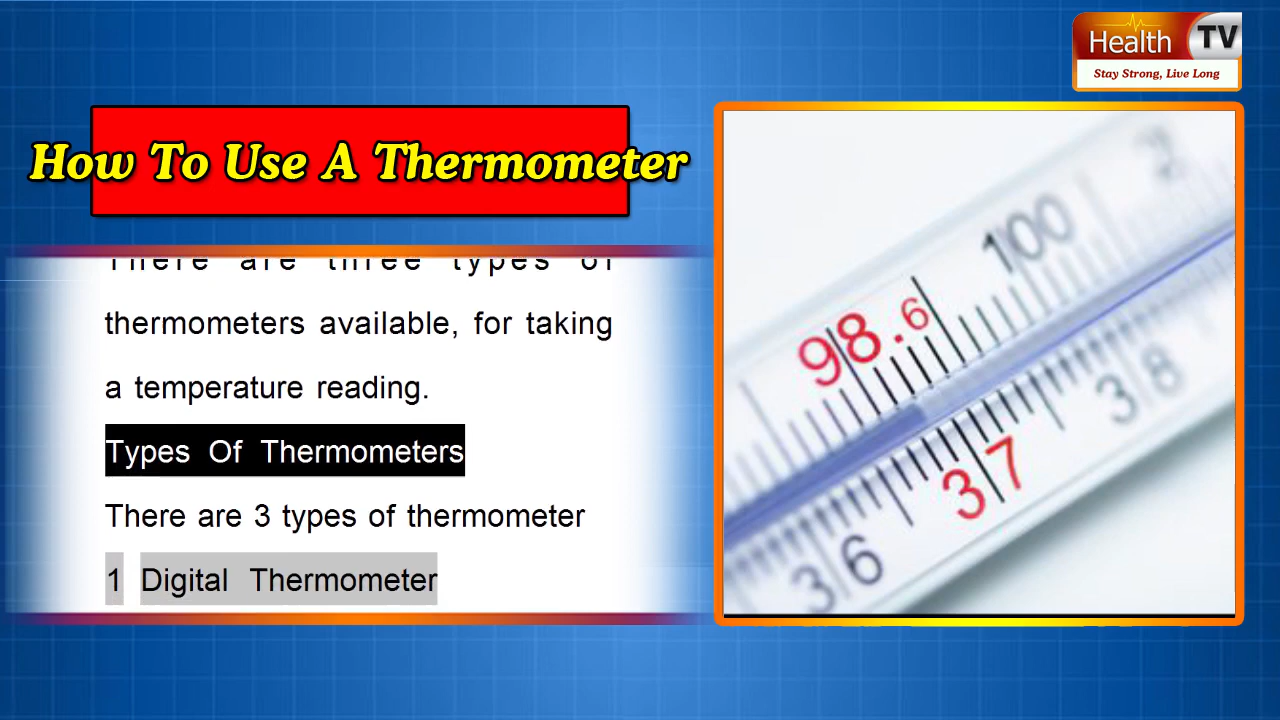 Health TV
Stay Strong, Live Long
How To Use A Thermometer
There are three types of
thermometers available, for taking
a temperature reading.
Types Of Thermometers
There are 3 types of thermometer
1 Digital Thermometer
98.6
100
2
36
37
38